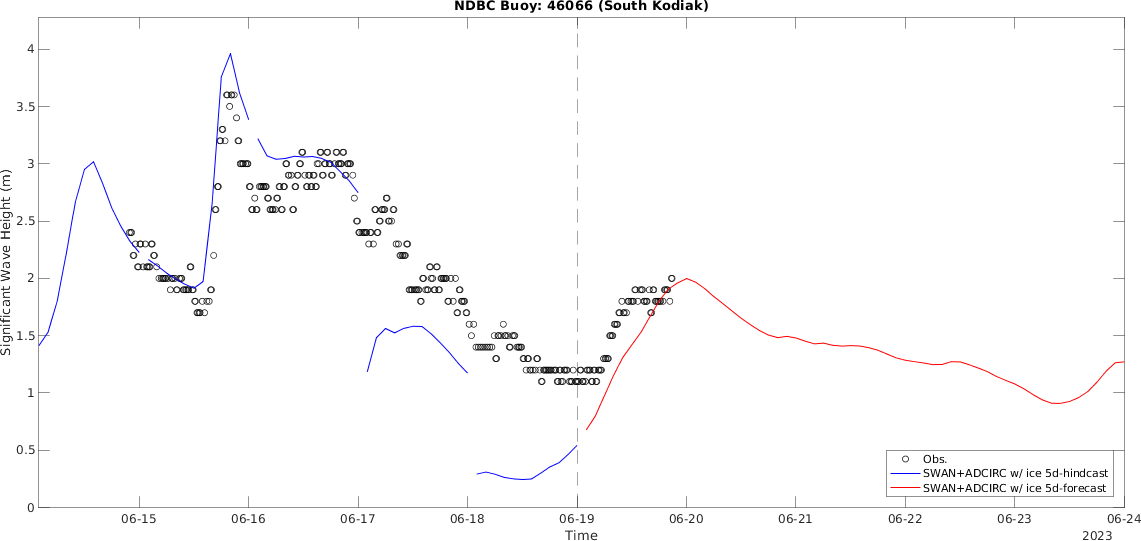 NDBC Buoy: 46066 (South Kodiak)
Significant Wave Height (m)
4
3.5
3
2.5
2
1.5
1
0.5
0
Obs.
SWAN+ADCIRC w/ ice 5d-hindcast
SWAN+ADCIRC w/ ice 5d-forecast
06-15 06-16 06-17 06-18 06-19 06-20 06-21 06-22 06-23 06-24
Time
2023